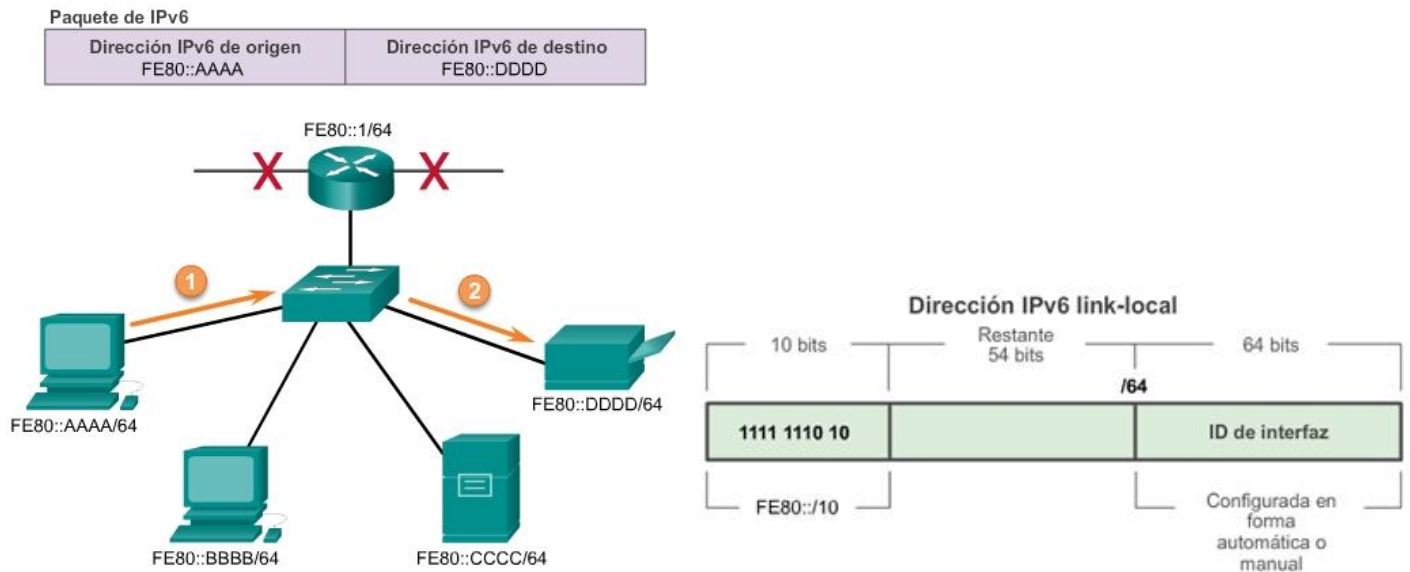 Paquete de IPv6
Dirección IPv6 de origen
FE80::AAAA
Dirección IPv6 de destino
FE80::DDDD
FE80::1/64
X
X
1
2
FE80::AAAA/64
FE80::BBBB/64
FE80::CCCC/64
FE80::DDDD/64
Dirección IPv6 link-local
10 bits
Restante
54 bits
64 bits
/64
1111 1110 10
ID de interfaz
FE80::/10
Configurada en
forma
automática o
manual